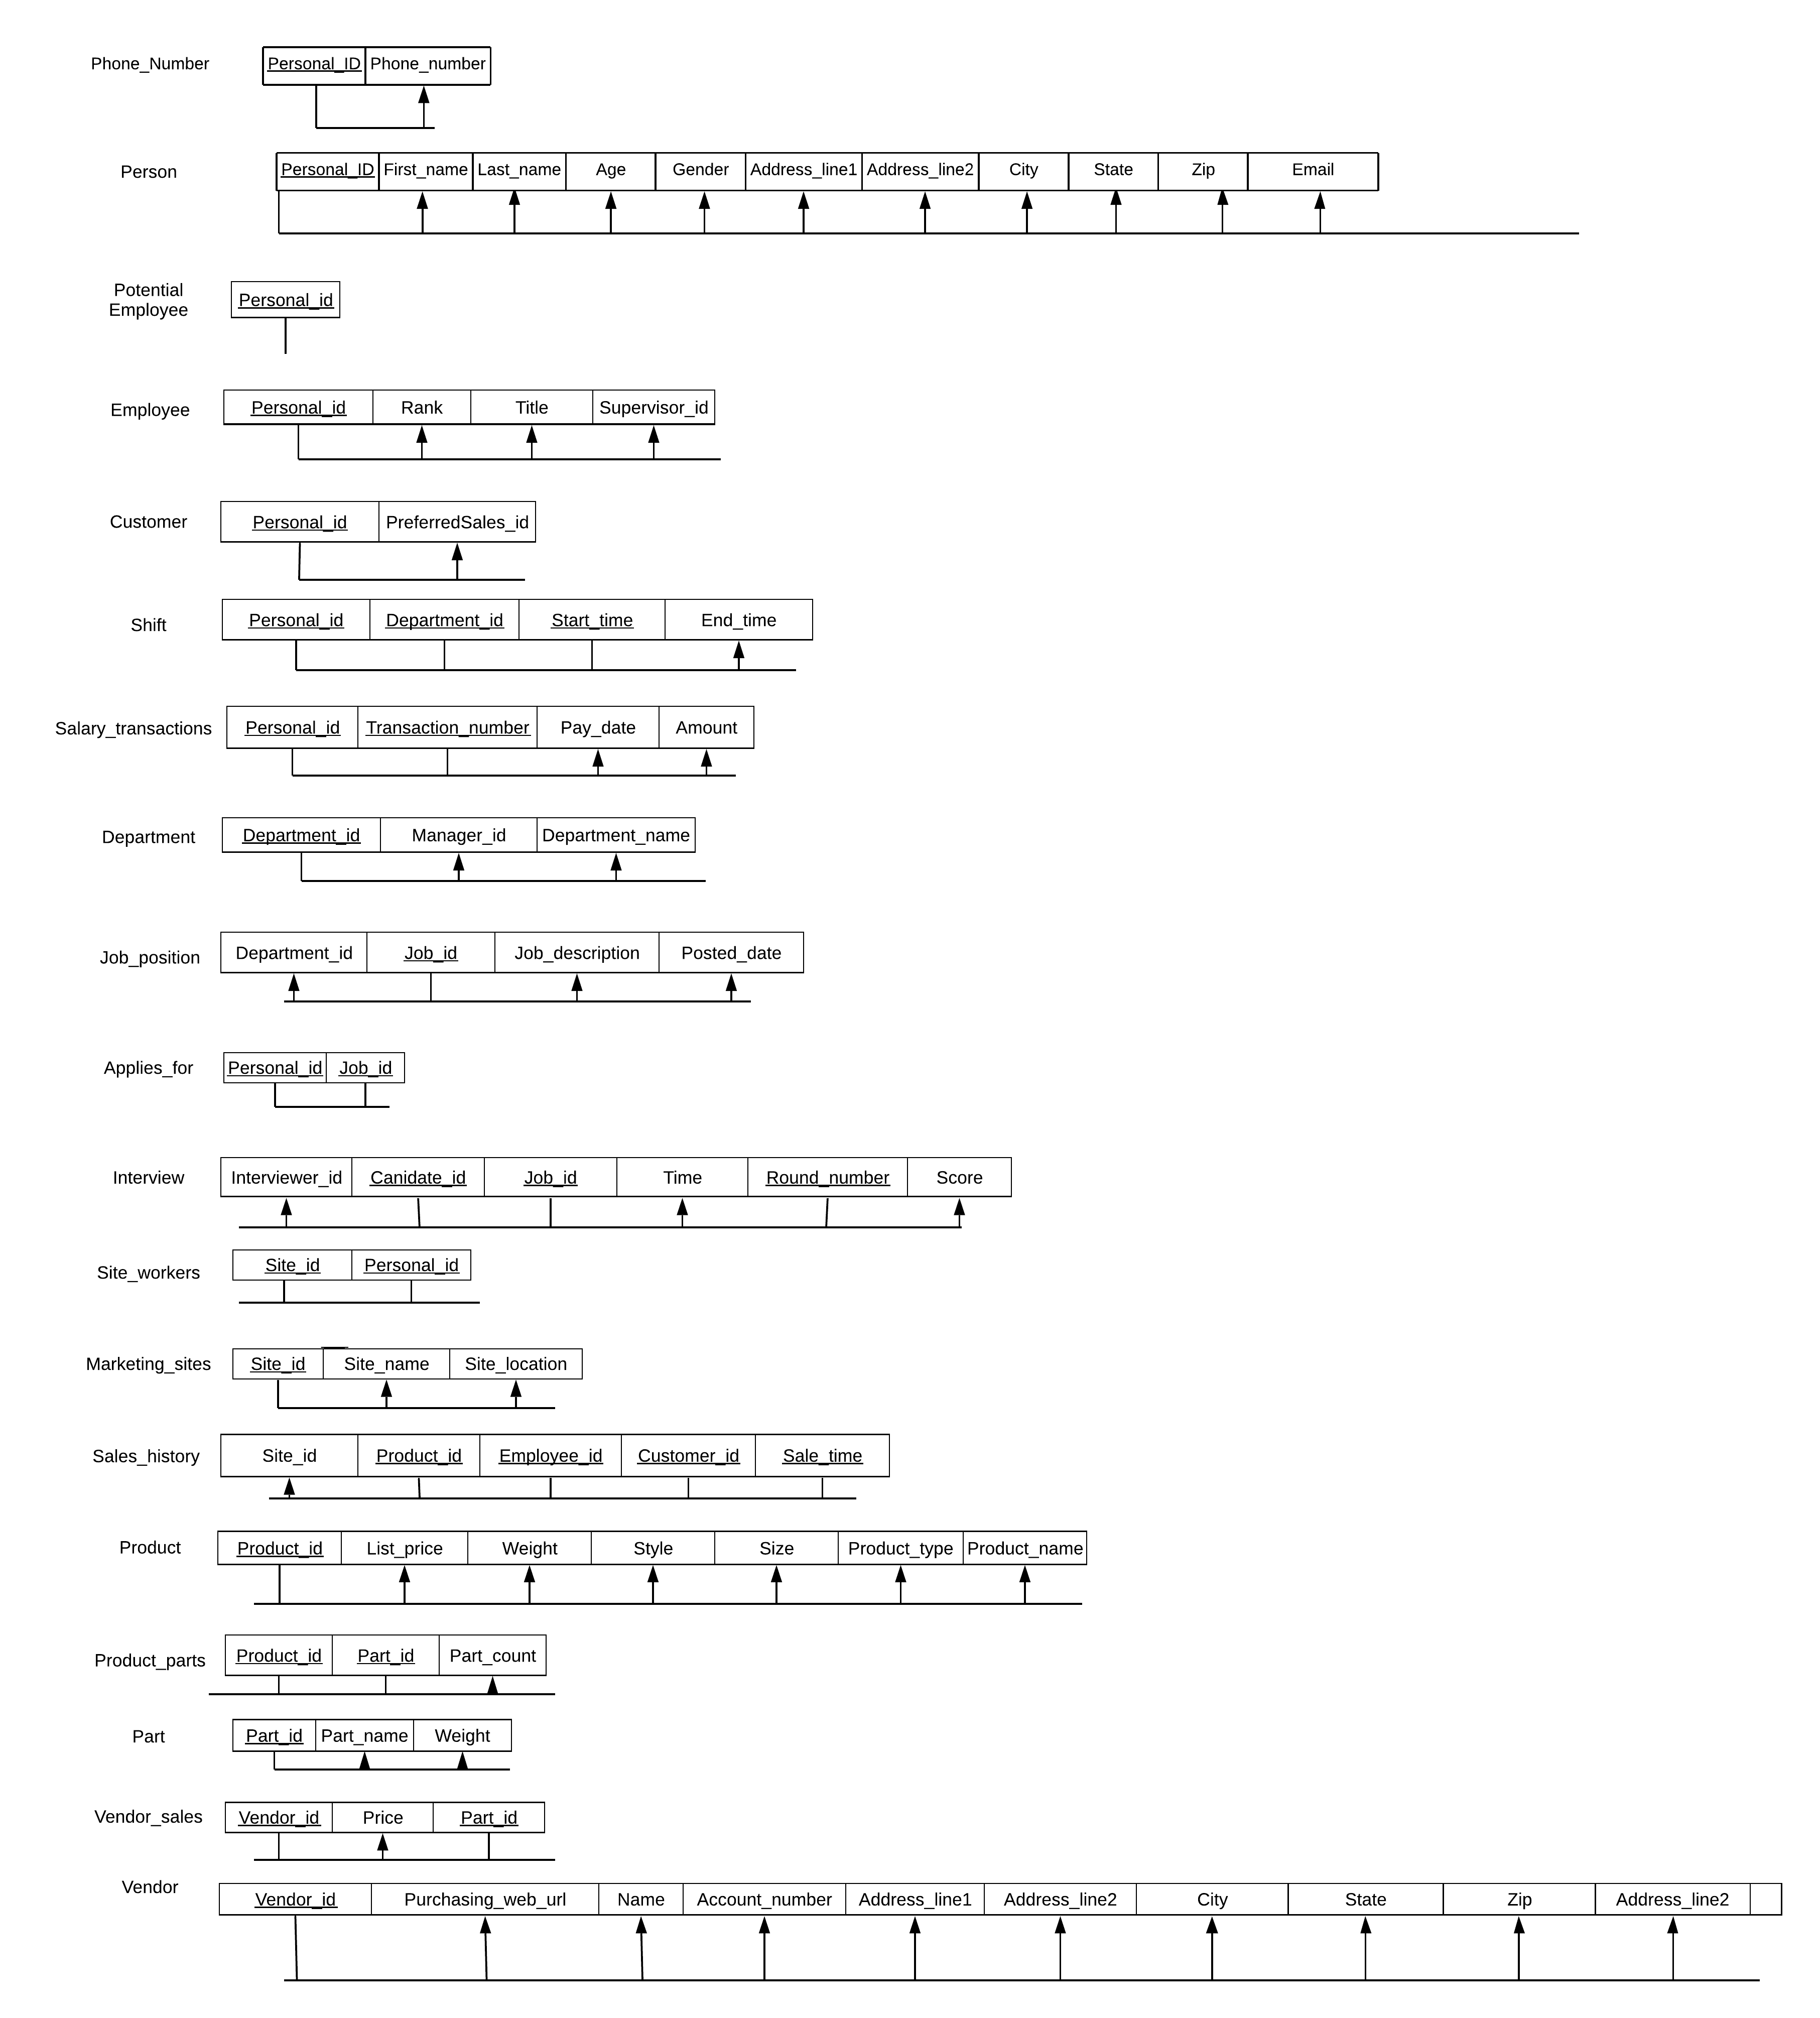 Phone_Number Personal_ID Phone_number
Person Personal_ID First_name Last_name Age Gender Address_line1 Address_line2 City State Zip Email
Potential
Employee
Personal_id
Employee Personal_id Rank Title Supervisor_id
Customer Personal_id PreferredSales_id
Shift Personal_id Department_id Start_time End_time
Salary_transactions Personal_id Transaction_number Pay_date Amount
Department Department_id Manager_id Department_name
Job_position Department_id Job_id Job_description Posted_date
Applies_for Personal_id Job_id
Interview Interviewer_id Canidate_id Job_id Time Round_number Score
Site_workers Site_id Personal_id
Marketing_sites Site_id Site_name Site_location
Sales_history Site_id Product_id Employee_id Customer_id Sale_time
Product Product_id List_price Weight Style Size Product_type Product_name
Product_parts Product_id Part_id Part_count
Part Part_id Part_name Weight
Vendor_sales Vendor_id Price Part_id
Vendor Vendor_id Purchasing_web_url Name Account_number Address_line1 Address_line2 City State Zip Address_line2